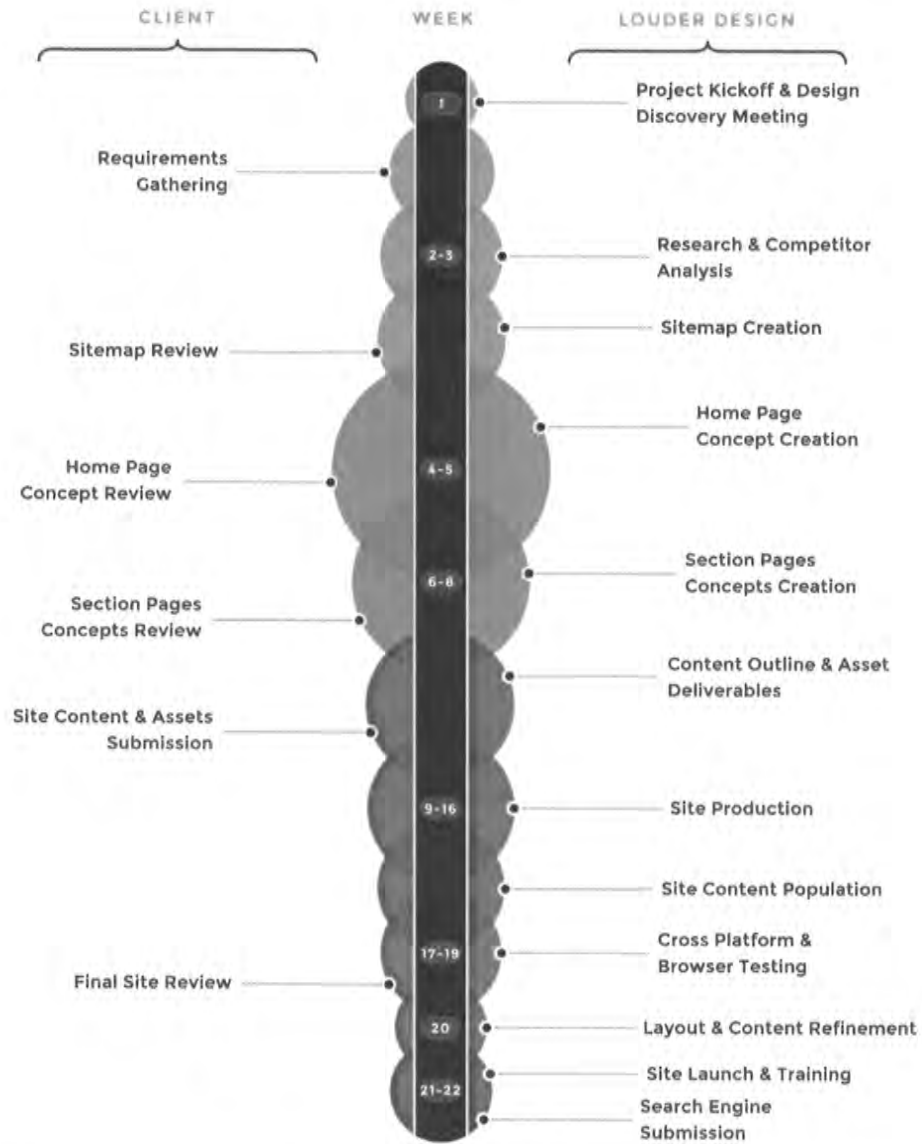 CLIENT
WEEK
LOUDER DESIGN
1
Project Kickoff & Design
Discovery Meeting
Requirements
Gathering
2-3
Research & Competitor
Analysis
Sitemap Creation
Sitemap Review
Home Page
Concept Creation
4-5
Home Page
Concept Review
Section Pages
Concepts Creation
6-8
Section Pages
Concepts Review
Content Outline & Asset
Deliverables
Site Content & Assets
Submission
9-16
Site Production
Site Content Population
Cross Platform &
Browser Testing
17-19
Final Site Review
20
Layout & Content Refinement
Site Launch & Training
21-22
Search Engine
Submission